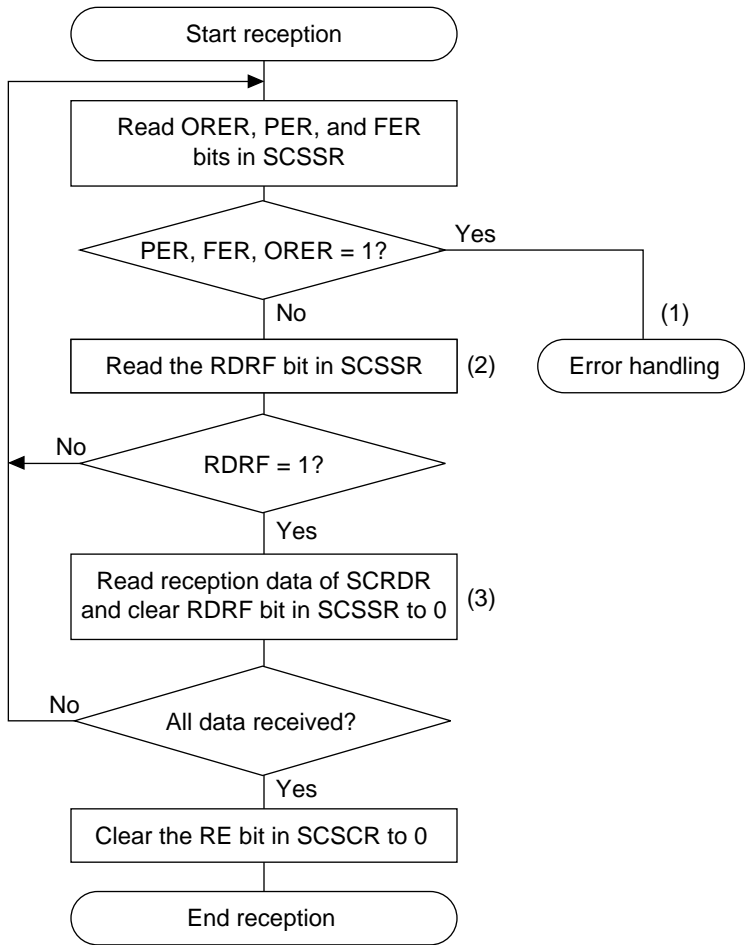 Start reception
Read ORER, PER, and FER
bits in SCSSR
PER, FER, ORER = 1?
Yes
No
(1)
Error handling
Read the RDRF bit in SCSSR
(2)
No
RDRF = 1?
Yes
Read reception data of SCRDR
and clear RDRF bit in SCSSR to 0
(3)
No
All data received?
Yes
Clear the RE bit in SCSCR to 0
End reception